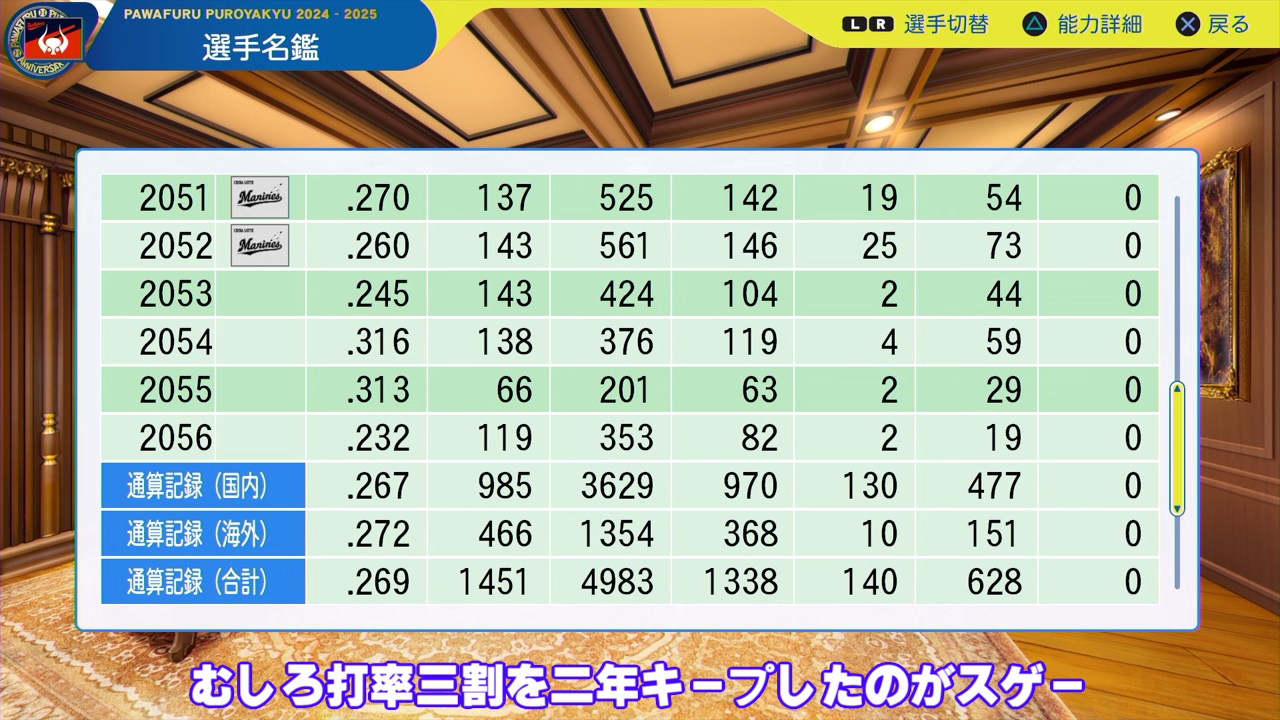 PAWAFURU PUROYAKYU 2024 - 2025
選手名鑑
L R 選手切替 △ 能力詳細 × 戻る
2051 CHIBA LOTTE Marines .270 137 525 142 19 54 0
2052 CHIBA LOTTE Marines .260 143 561 146 25 73 0
2053 .245 143 424 104 2 44 0
2054 .316 138 376 119 4 59 0
2055 .313 66 201 63 2 29 0
2056 .232 119 353 82 2 19 0
通算記録（国内） .267 985 3629 970 130 477 0
通算記録（海外） .272 466 1354 368 10 151 0
通算記録（合計） .269 1451 4983 1338 140 628 0
むしろ打率三割を二年キープしたのがスゲー